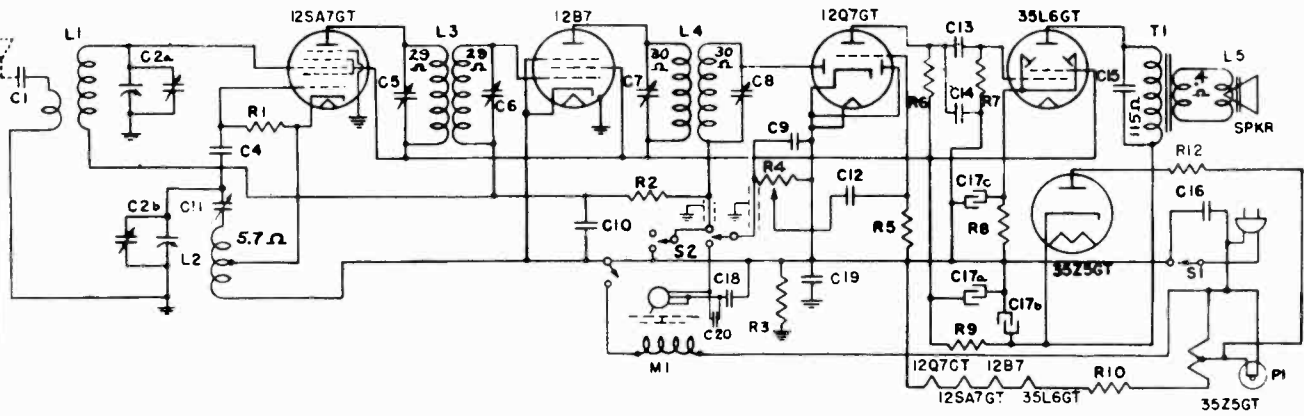 12SA7GT
12B7
12Q7GT
35L6GT
L1
C2a
C5
L3
29 Ω
29 Ω
C6
C7
L4
30 Ω
30 Ω
C8
C13
C14
R6
R7
C15
T1
115Ω
4 Ω
L5
SPKR
C1
R1
C4
C9
R4
R2
C12
R5
C17c
R8
R12
C16
C2b
C11
5.7 Ω
L2
C10
S2
35Z5GT
S1
C18
C20
R3
C19
C17a
C17b
R9
M1
12Q7GT
12B7
12SA7GT
35L6GT
R10
35Z5GT
P1